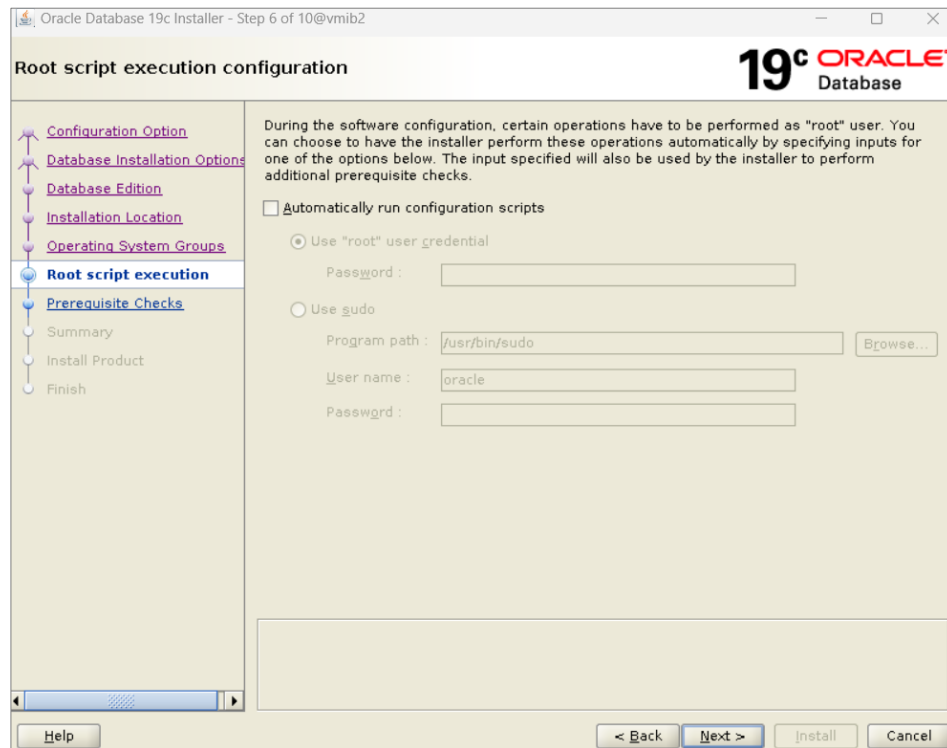 Oracle Database 19c Installer - Step 6 of 10@vmib2
Root script execution configuration
19c ORACLE
Database
Configuration Option
Database Installation Options
Database Edition
Installation Location
Operating System Groups
Root script execution
Prerequisite Checks
Summary
Install Product
Finish
During the software configuration, certain operations have to be performed as "root" user. You
can choose to have the installer perform these operations automatically by specifying inputs for
one of the options below. The input specified will also be used by the installer to perform
additional prerequisite checks.
Automatically run configuration scripts
Use "root" user credential
Password :
Use sudo
Program path : /usr/bin/sudo Browse...
User name : oracle
Password :
Help < Back Next > Install Cancel